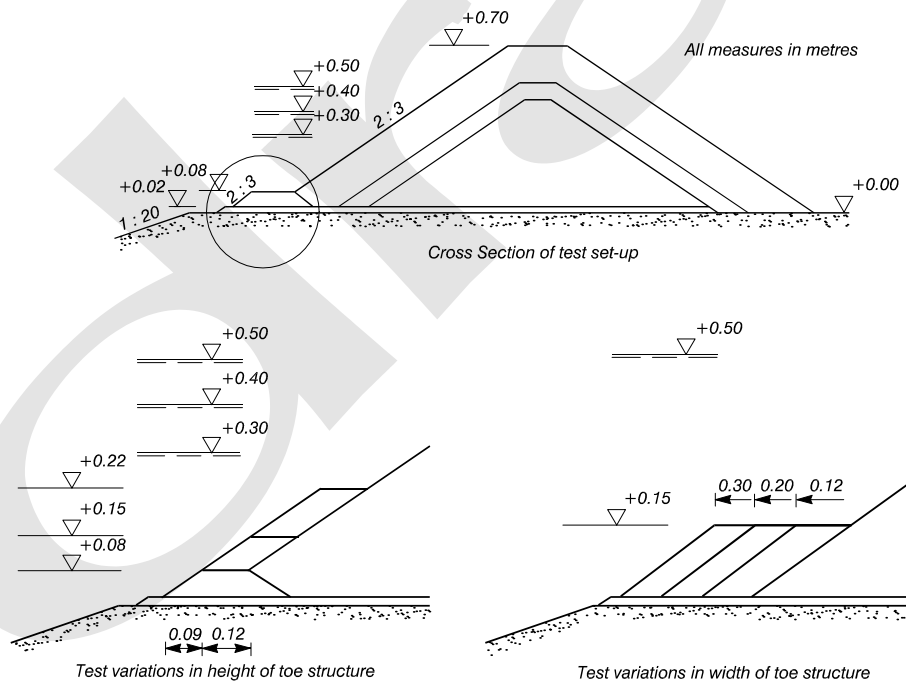 +0.70
All measures in metres
+0.50
+0.40
+0.30
2 : 3
+0.08
2 : 3
+0.02
1 : 20
+0.00
Cross Section of test set-up
+0.50
+0.40
+0.30
+0.22
+0.15
+0.08
0.09 0.12
Test variations in height of toe structure
+0.50
0.30 0.20 0.12
+0.15
Test variations in width of toe structure